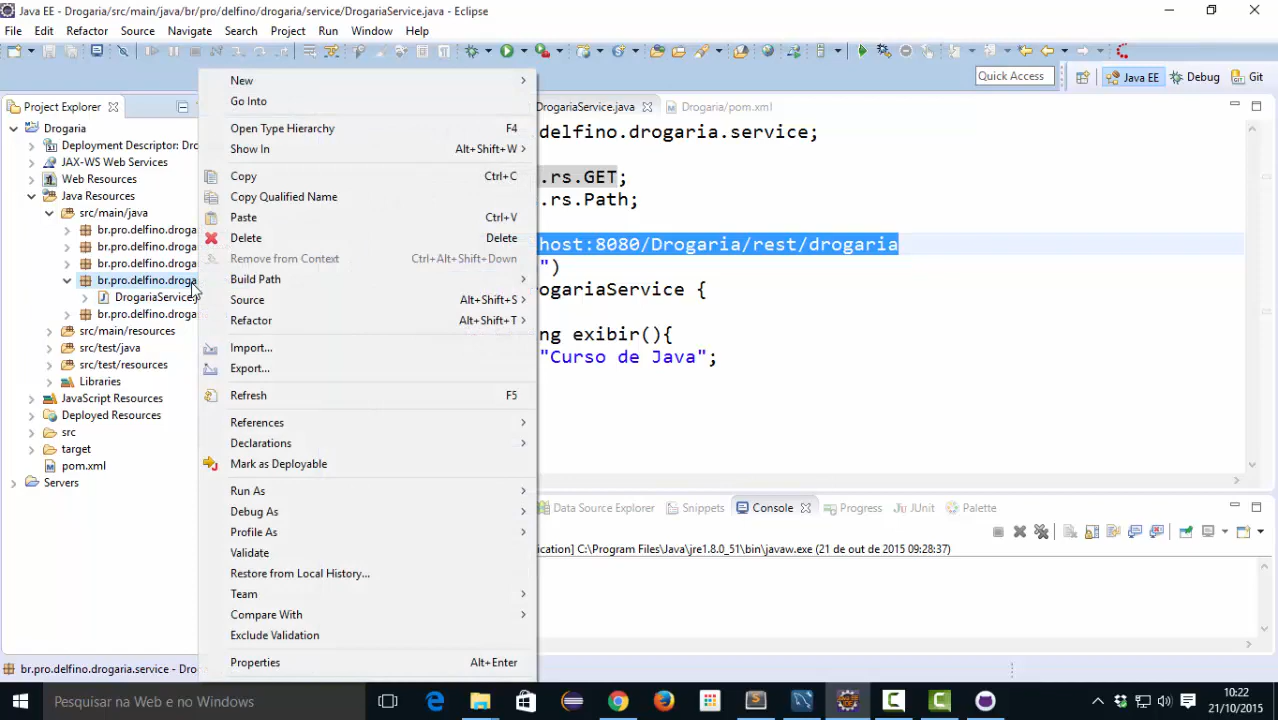 Java EE - Drogaria/src/main/java/br/pro/delfino/drogaria/service/DrogariaService.java - Eclipse
File Edit Refactor Source Navigate Search Project Run Window Help
Quick Access Java EE Debug Git
Project Explorer
Drogaria
Deployment Descriptor: Dro
JAX-WS Web Services
Web Resources
Java Resources
src/main/java
br.pro.delfino.droga
br.pro.delfino.droga
br.pro.delfino.droga
br.pro.delfino.droga
DrogariaService.
br.pro.delfino.droga
src/main/resources
src/test/java
src/test/resources
Libraries
JavaScript Resources
Deployed Resources
src
target
pom.xml
Servers
New
Go Into
Open Type Hierarchy F4
Show In Alt+Shift+W
Copy Ctrl+C
Copy Qualified Name
Paste Ctrl+V
Delete Delete
Remove from Context Ctrl+Alt+Shift+Down
Build Path
Source Alt+Shift+S
Refactor Alt+Shift+T
Import...
Export...
Refresh F5
References
Declarations
Mark as Deployable
Run As
Debug As
Profile As
Validate
Restore from Local History...
Team
Compare With
Exclude Validation
Properties Alt+Enter
DrogariaService.java Drogaria/pom.xml
delfino.drogaria.service;
.rs.GET;
.rs.Path;
host:8080/Drogaria/rest/drogaria
")
ogariaService {
ng exibir(){
"Curso de Java";
Data Source Explorer Snippets Console Progress JUnit Palette
ication] C:\Program Files\Java\jre1.8.0_51\bin\javaw.exe (21 de out de 2015 09:28:37)
br.pro.delfino.drogaria.service - Dro
Pesquisar na Web e no Windows
10:22
21/10/2015